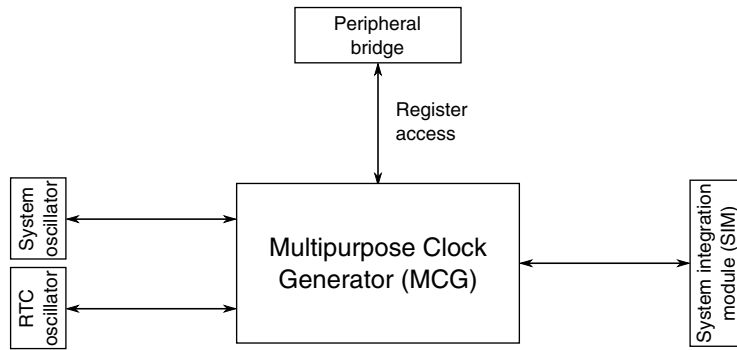 Peripheral
bridge
Register
access
System
oscillator
RTC
oscillator
Multipurpose Clock
Generator (MCG)
System integration
module (SIM)